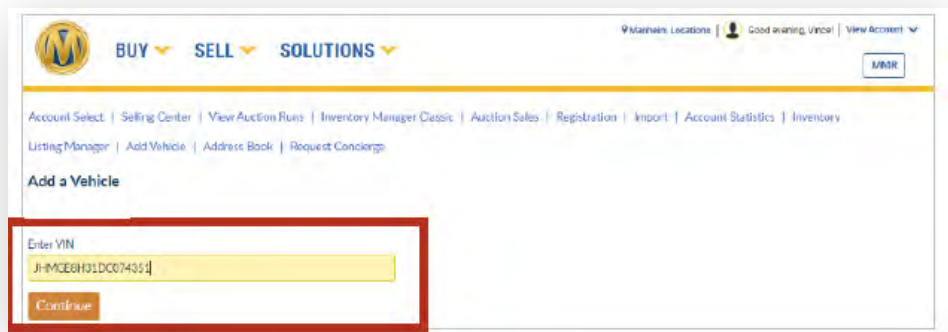 Manheim Locations | Good evening, Vince! | View Account
BUY SELL SOLUTIONS
MMR
Account Select | Selling Center | View Auction Runs | Inventory Manager Classic | Auction Sales | Registration | Import | Account Statistics | Inventory
Listing Manager | Add Vehicle | Address Book | Request Concierge
Add a Vehicle
Enter VIN
JHMGE8H31DC074351
Continue